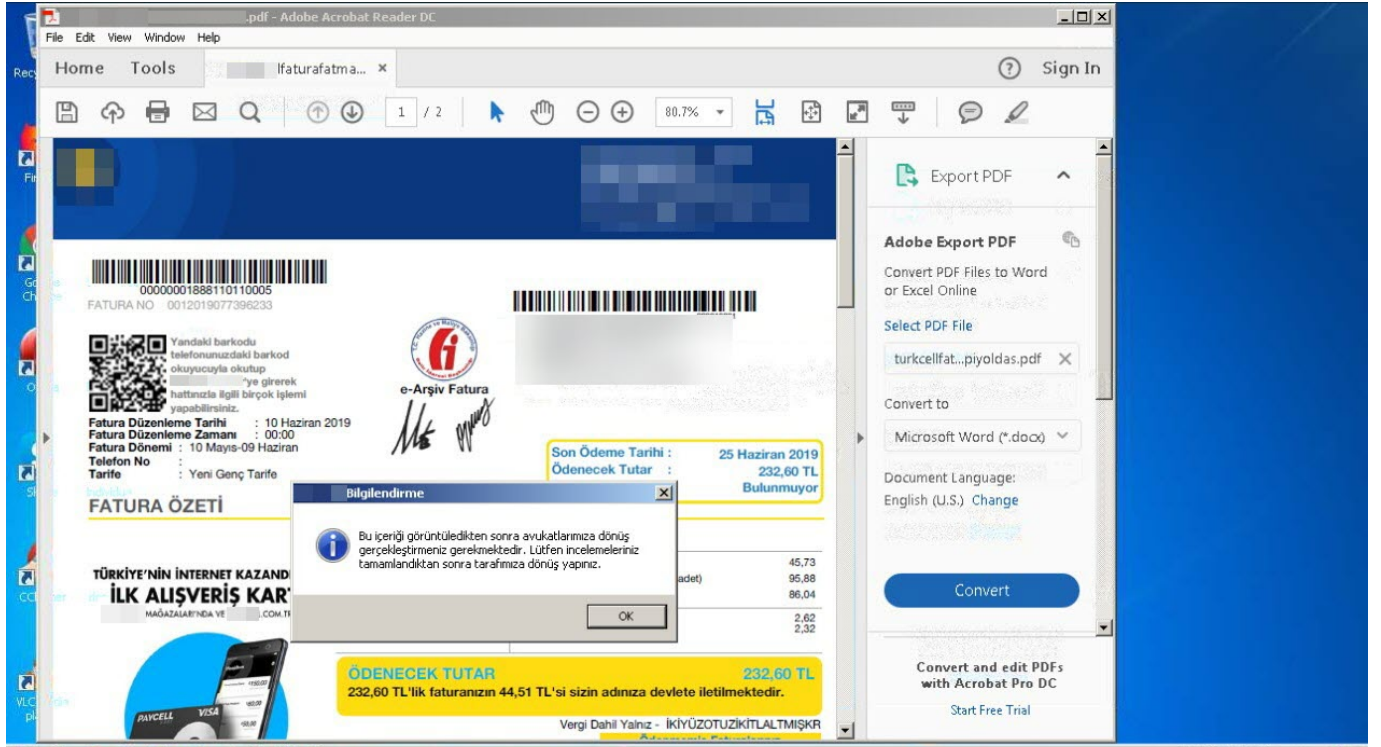 .pdf - Adobe Acrobat Reader DC
File Edit View Window Help
Home Tools lfaturafatma... × ? Sign In
1 / 2 80.7%
Export PDF
Adobe Export PDF
Convert PDF Files to Word
or Excel Online
Select PDF File
turkcellfat...piyoldas.pdf
Convert to
Microsoft Word (*.docx)
Document Language:
English (U.S.) Change
Convert
Convert and edit PDFs
with Acrobat Pro DC
Start Free Trial
0000001888110110005
FATURA NO 0012019077396233
Yandaki barkodu
telefonunuzdaki barkod
okuyucuyla okutup
'ye girerek
hattınızla ilgili birçok işlemi
yapabilirsiniz.
e-Arşiv Fatura
Fatura Düzenleme Tarihi : 10 Haziran 2019
Fatura Düzenleme Zamanı : 00:00
Fatura Dönemi : 10 Mayıs-09 Haziran
Telefon No :
Tarife : Yeni Genç Tarife
Son Ödeme Tarihi : 25 Haziran 2019
Ödenecek Tutar : 232,60 TL
Bulunmuyor
FATURA ÖZETİ
Bilgilendirme
Bu içeriği görüntüledikten sonra avukatlarımıza dönüş
gerçekleştirmeniz gerekmektedir. Lütfen incelemeleriniz
tamamlandıktan sonra tarafımıza dönüş yapınız.
OK
45,73
adet) 95,88
86,04
2,62
2,32
TÜRKİYE'NİN İNTERNET KAZANDI
İLK ALIŞVERİŞ KAR
MAĞAZALARI'NDA VE .COM.TR
PAYCELL VISA
ÖDENECEK TUTAR 232,60 TL
232,60 TL'lik faturanızın 44,51 TL'si sizin adınıza devlete iletilmektedir.
Vergi Dahil Yalnız - İKİYÜZOTUZİKİTLALTMIŞKR